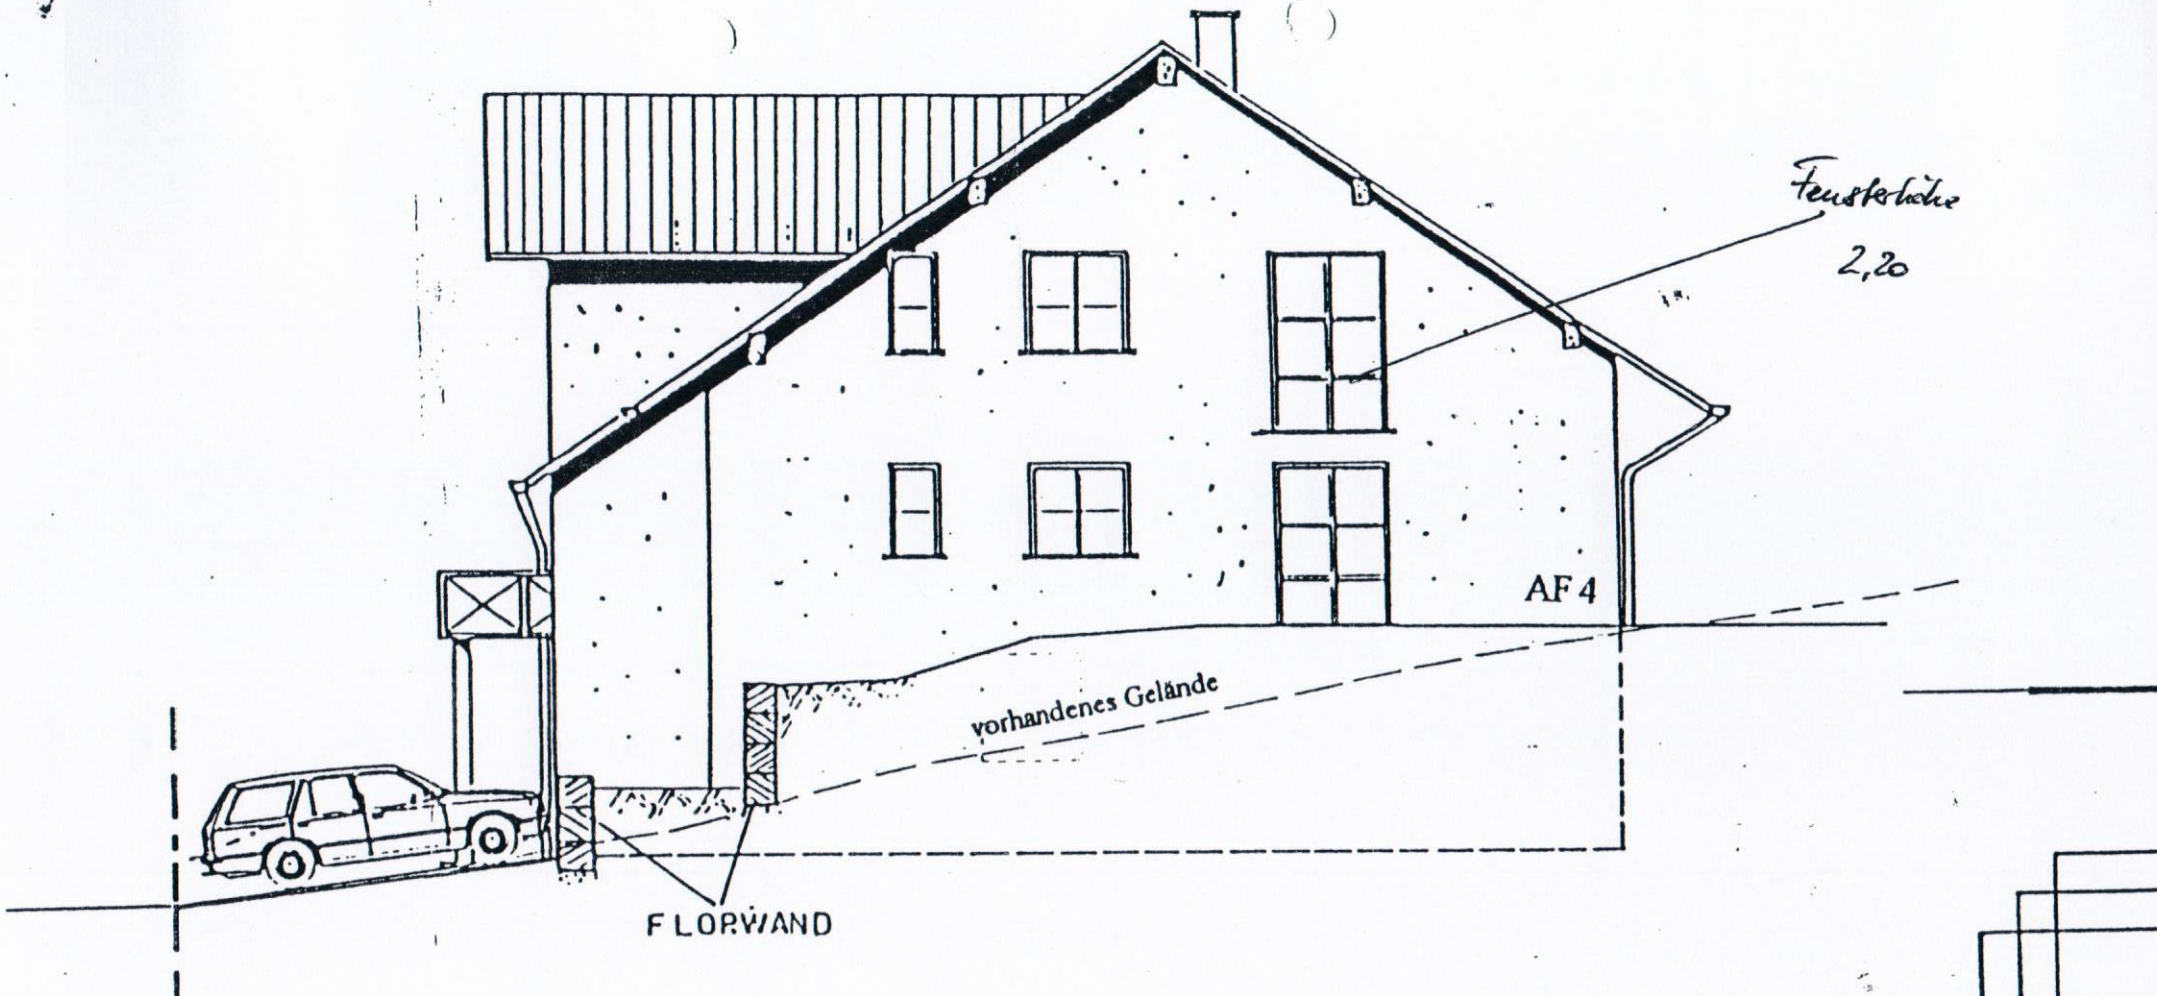 Fensterhöhe
2,20
AF 4
vorhandenes Gelände
FLORWAND